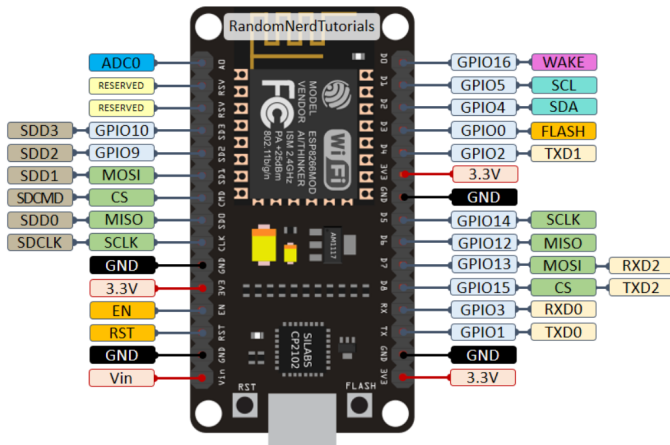 RandomNerdTutorials
ADC0
RESERVED
RESERVED
SDD3 GPIO10
SDD2 GPIO9
SDD1 MOSI
SDCMD CS
SDD0 MISO
SDCLK SCLK
GND
3.3V
EN
RST
GND
Vin
A0
RSV
RSV
SD3
SD2
SD1
CMD
SD0
CLK
GND
3V3
EN
RST
GND
Vin
MODEL
VENDOR
ESP8266MOD
AI/THINKER
ISM 2.4GHz
PA +25dBm
802.11b/g/n
FC
WiFi
AM1117
SILABS
CP2102
RST
FLASH
D0
D1
D2
D3
D4
3V3
GND
D5
D6
D7
D8
RX
TX
GND
3V3
GPIO16 WAKE
GPIO5 SCL
GPIO4 SDA
GPIO0 FLASH
GPIO2 TXD1
3.3V
GND
GPIO14 SCLK
GPIO12 MISO
GPIO13 MOSI RXD2
GPIO15 CS TXD2
GPIO3 RXD0
GPIO1 TXD0
GND
3.3V